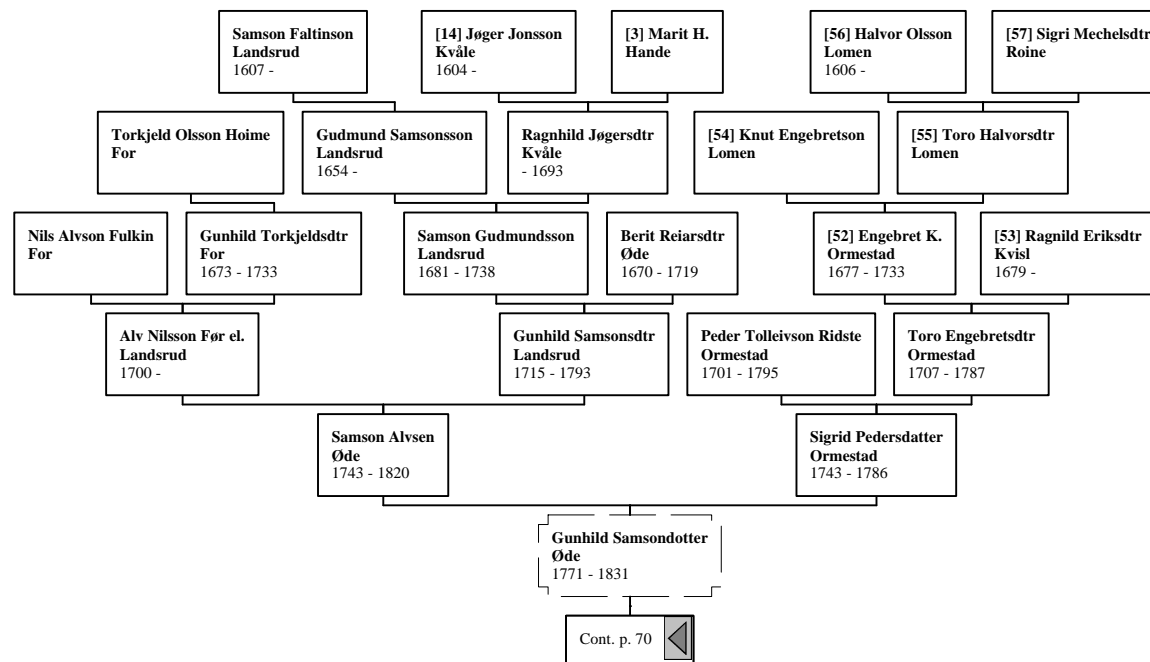 Samson Faltinson
Landsrud
1607 -
[14] Jøger Jonsson
Kvåle
1604 -
[3] Marit H.
Hande
[56] Halvor Olsson
Lomen
1606 -
[57] Sigri Mechelsdtr
Roine
Torkjeld Olsson Hoime
For
Gudmund Samsonsson
Landsrud
1654 -
Ragnhild Jøgersdtr
Kvåle
- 1693
[54] Knut Engebretson
Lomen
[55] Toro Halvorsdtr
Lomen
Nils Alvson Fulkin
For
Gunhild Torkjeldsdtr
For
1673 - 1733
Samson Gudmundsson
Landsrud
1681 - 1738
Berit Reiarsdtr
Øde
1670 - 1719
[52] Engebret K.
Ormestad
1677 - 1733
[53] Ragnild Eriksdtr
Kvisl
1679 -
Alv Nilsson Før el.
Landsrud
1700 -
Gunhild Samsonsdtr
Landsrud
1715 - 1793
Peder Tolleivson Ridste
Ormestad
1701 - 1795
Toro Engebretsdtr
Ormestad
1707 - 1787
Samson Alvsen
Øde
1743 - 1820
Sigrid Pedersdatter
Ormestad
1743 - 1786
Gunhild Samsondotter
Øde
1771 - 1831
Cont. p. 70